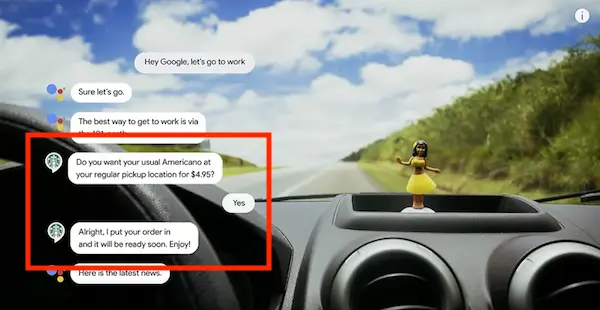 Hey Google, let's go to work
Sure let's go.
The best way to get to work is via
the 101 north.
Do you want your usual Americano at
your regular pickup location for $4.95?
Yes
Alright, I put your order in
and it will be ready soon. Enjoy!
Here is the latest news.